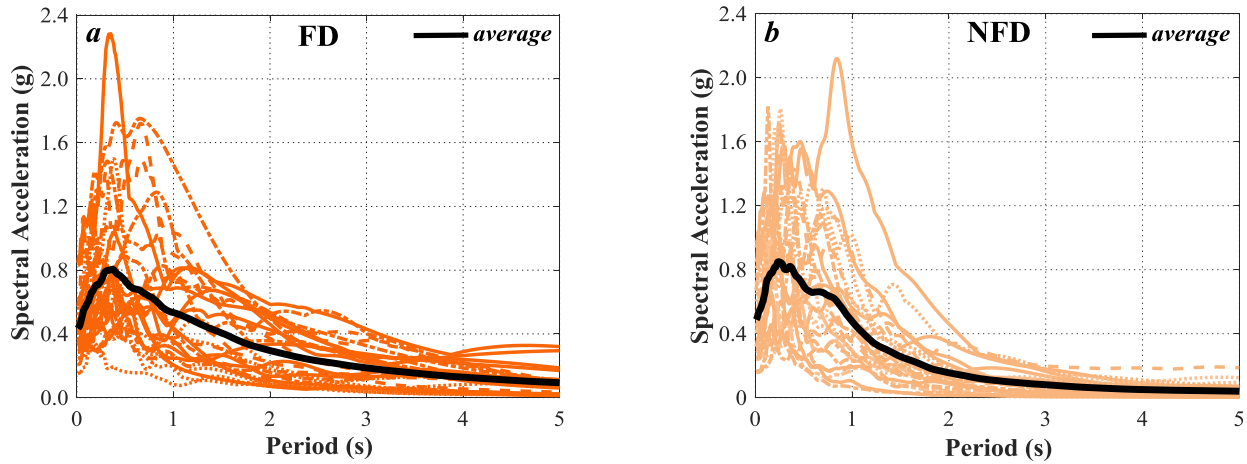 a FD average
2.4
2.0
1.6
1.2
0.8
0.4
0.0
Spectral Acceleration (g)
0 1 2 3 4 5
Period (s)
b NFD average
2.4
2.0
1.6
1.2
0.8
0.4
0
Spectral Acceleration (g)
0 1 2 3 4 5
Period (s)